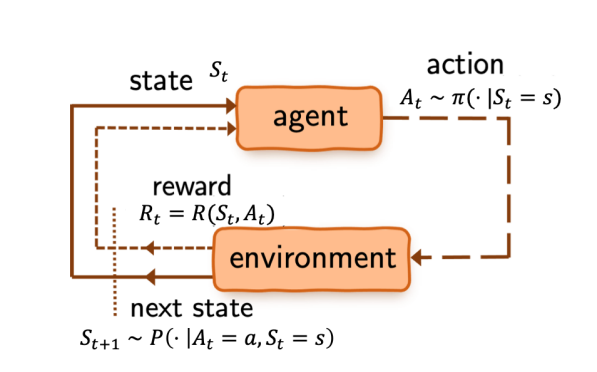 state S_t
action
A_t ~ π(· |S_t = s)
agent
reward
R_t = R(S_t, A_t)
environment
next state
S_{t+1} ~ P(· |A_t = a, S_t = s)